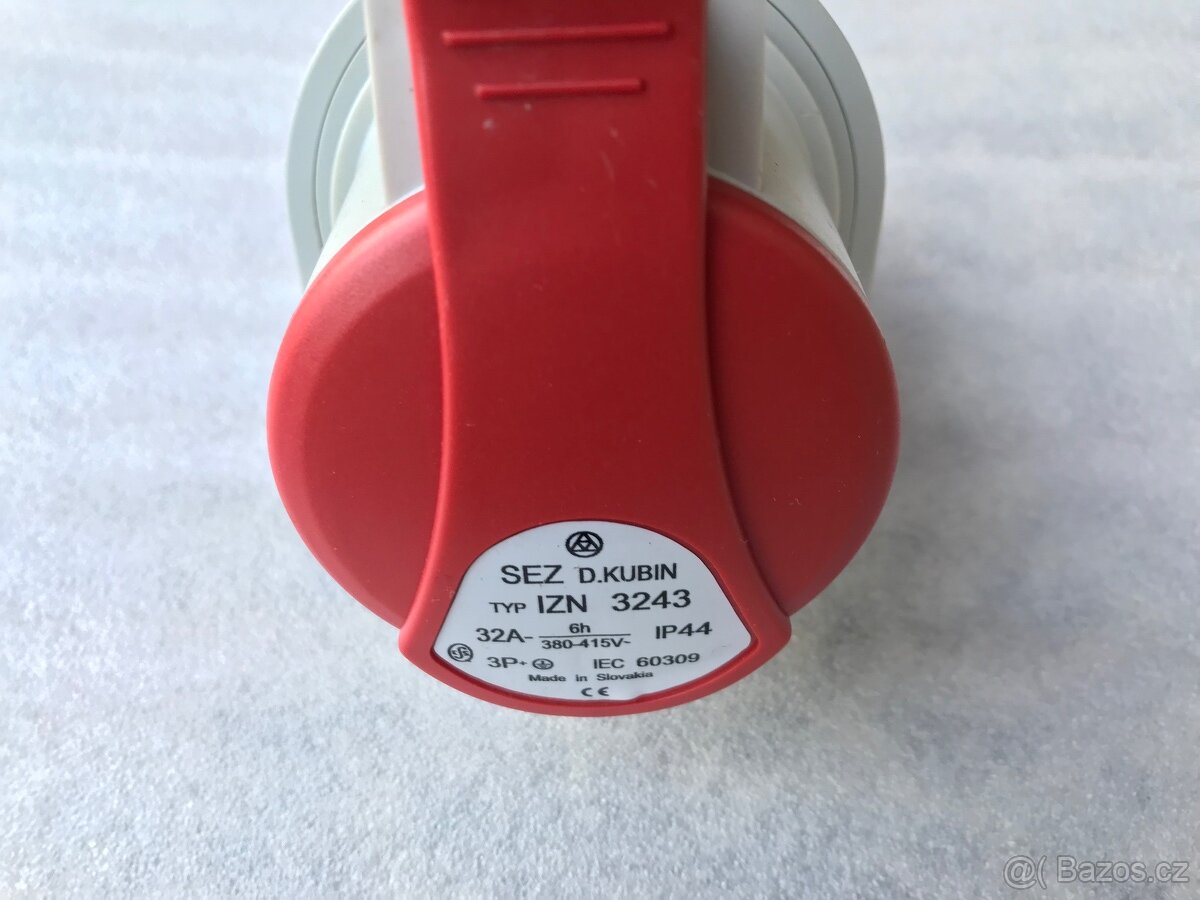 SEZ D.KUBIN
TYP IZN 3243
32A- 6h IP44
380-415V~
3P+ IEC 60309
Made in Slovakia
CE
@( Bazos.cz